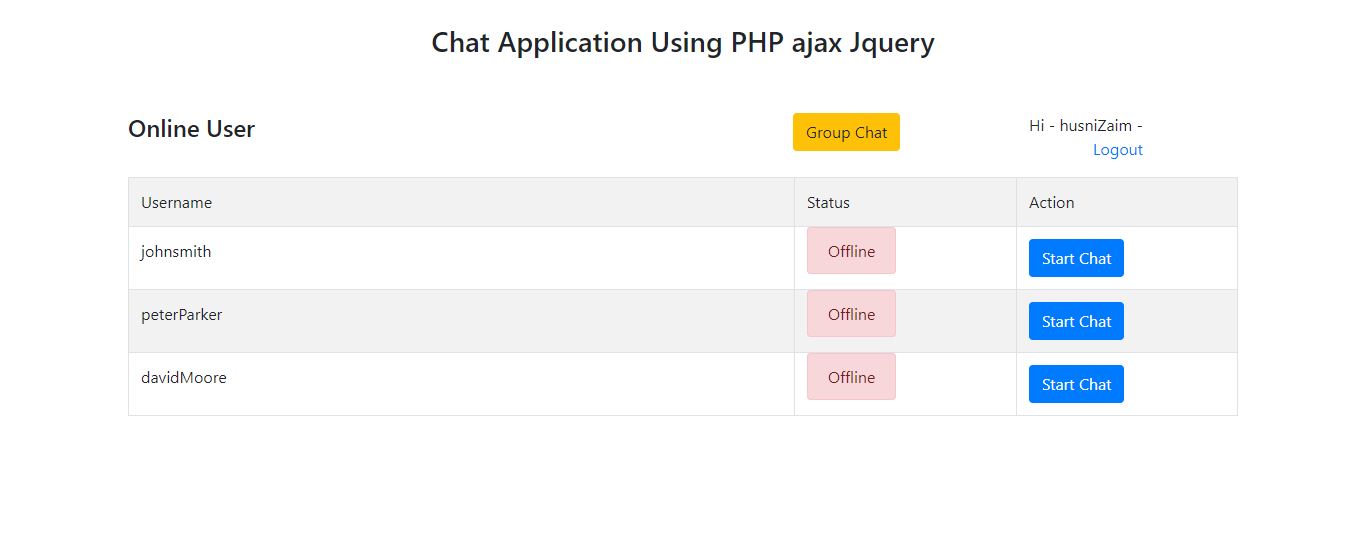 Chat Application Using PHP ajax Jquery
Online User
Group Chat
Hi - husniZaim -
Logout
Username Status Action
johnsmith Offline Start Chat
peterParker Offline Start Chat
davidMoore Offline Start Chat